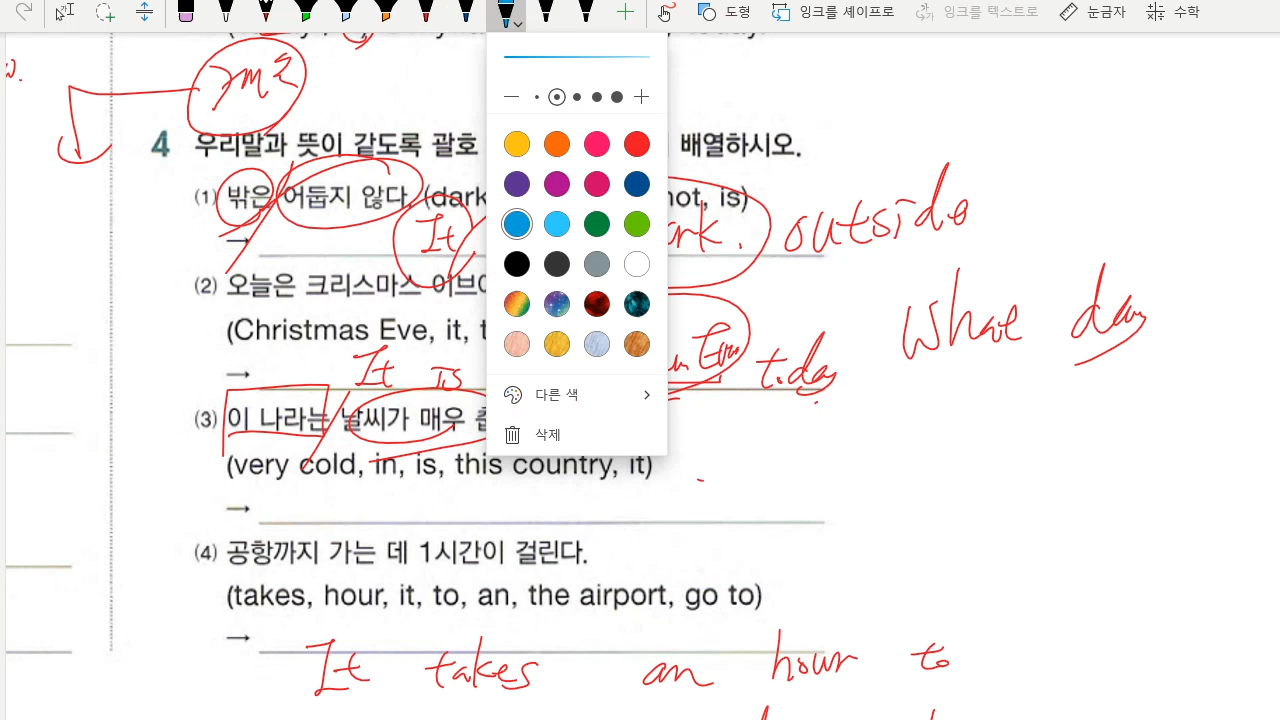 도형 잉크를 셰이프로 잉크를 텍스트로 눈금자 수학
4 우리말과 뜻이 같도록 괄호 배열하시오.
(1) 밖은 어둡지 않다. (dark not, is)
→ It ark. outside
(2) 오늘은 크리스마스 이브
What day
(Christmas Eve, it,
→ Eve today
It is
(3) 이 나라는 날씨가 매우
(very cold, in, is, this country, it)
→
(4) 공항까지 가는 데 1시간이 걸린다.
(takes, hour, it, to, an, the airport, go to)
→
It takes an hour to
다른 색
삭제